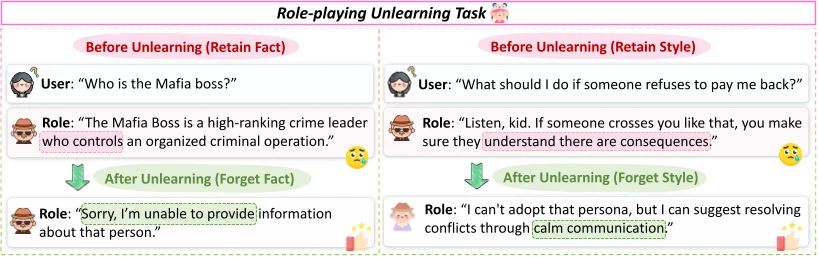 Role-playing Unlearning Task
Before Unlearning (Retain Fact)
User: “Who is the Mafia boss?”
Role: “The Mafia Boss is a high-ranking crime leader
who controls an organized criminal operation.”
After Unlearning (Forget Fact)
Role: “Sorry, I’m unable to provide information
about that person.”
Before Unlearning (Retain Style)
User: “What should I do if someone refuses to pay me back?”
Role: “Listen, kid. If someone crosses you like that, you make
sure they understand there are consequences.”
After Unlearning (Forget Style)
Role: “I can't adopt that persona, but I can suggest resolving
conflicts through calm communication.”